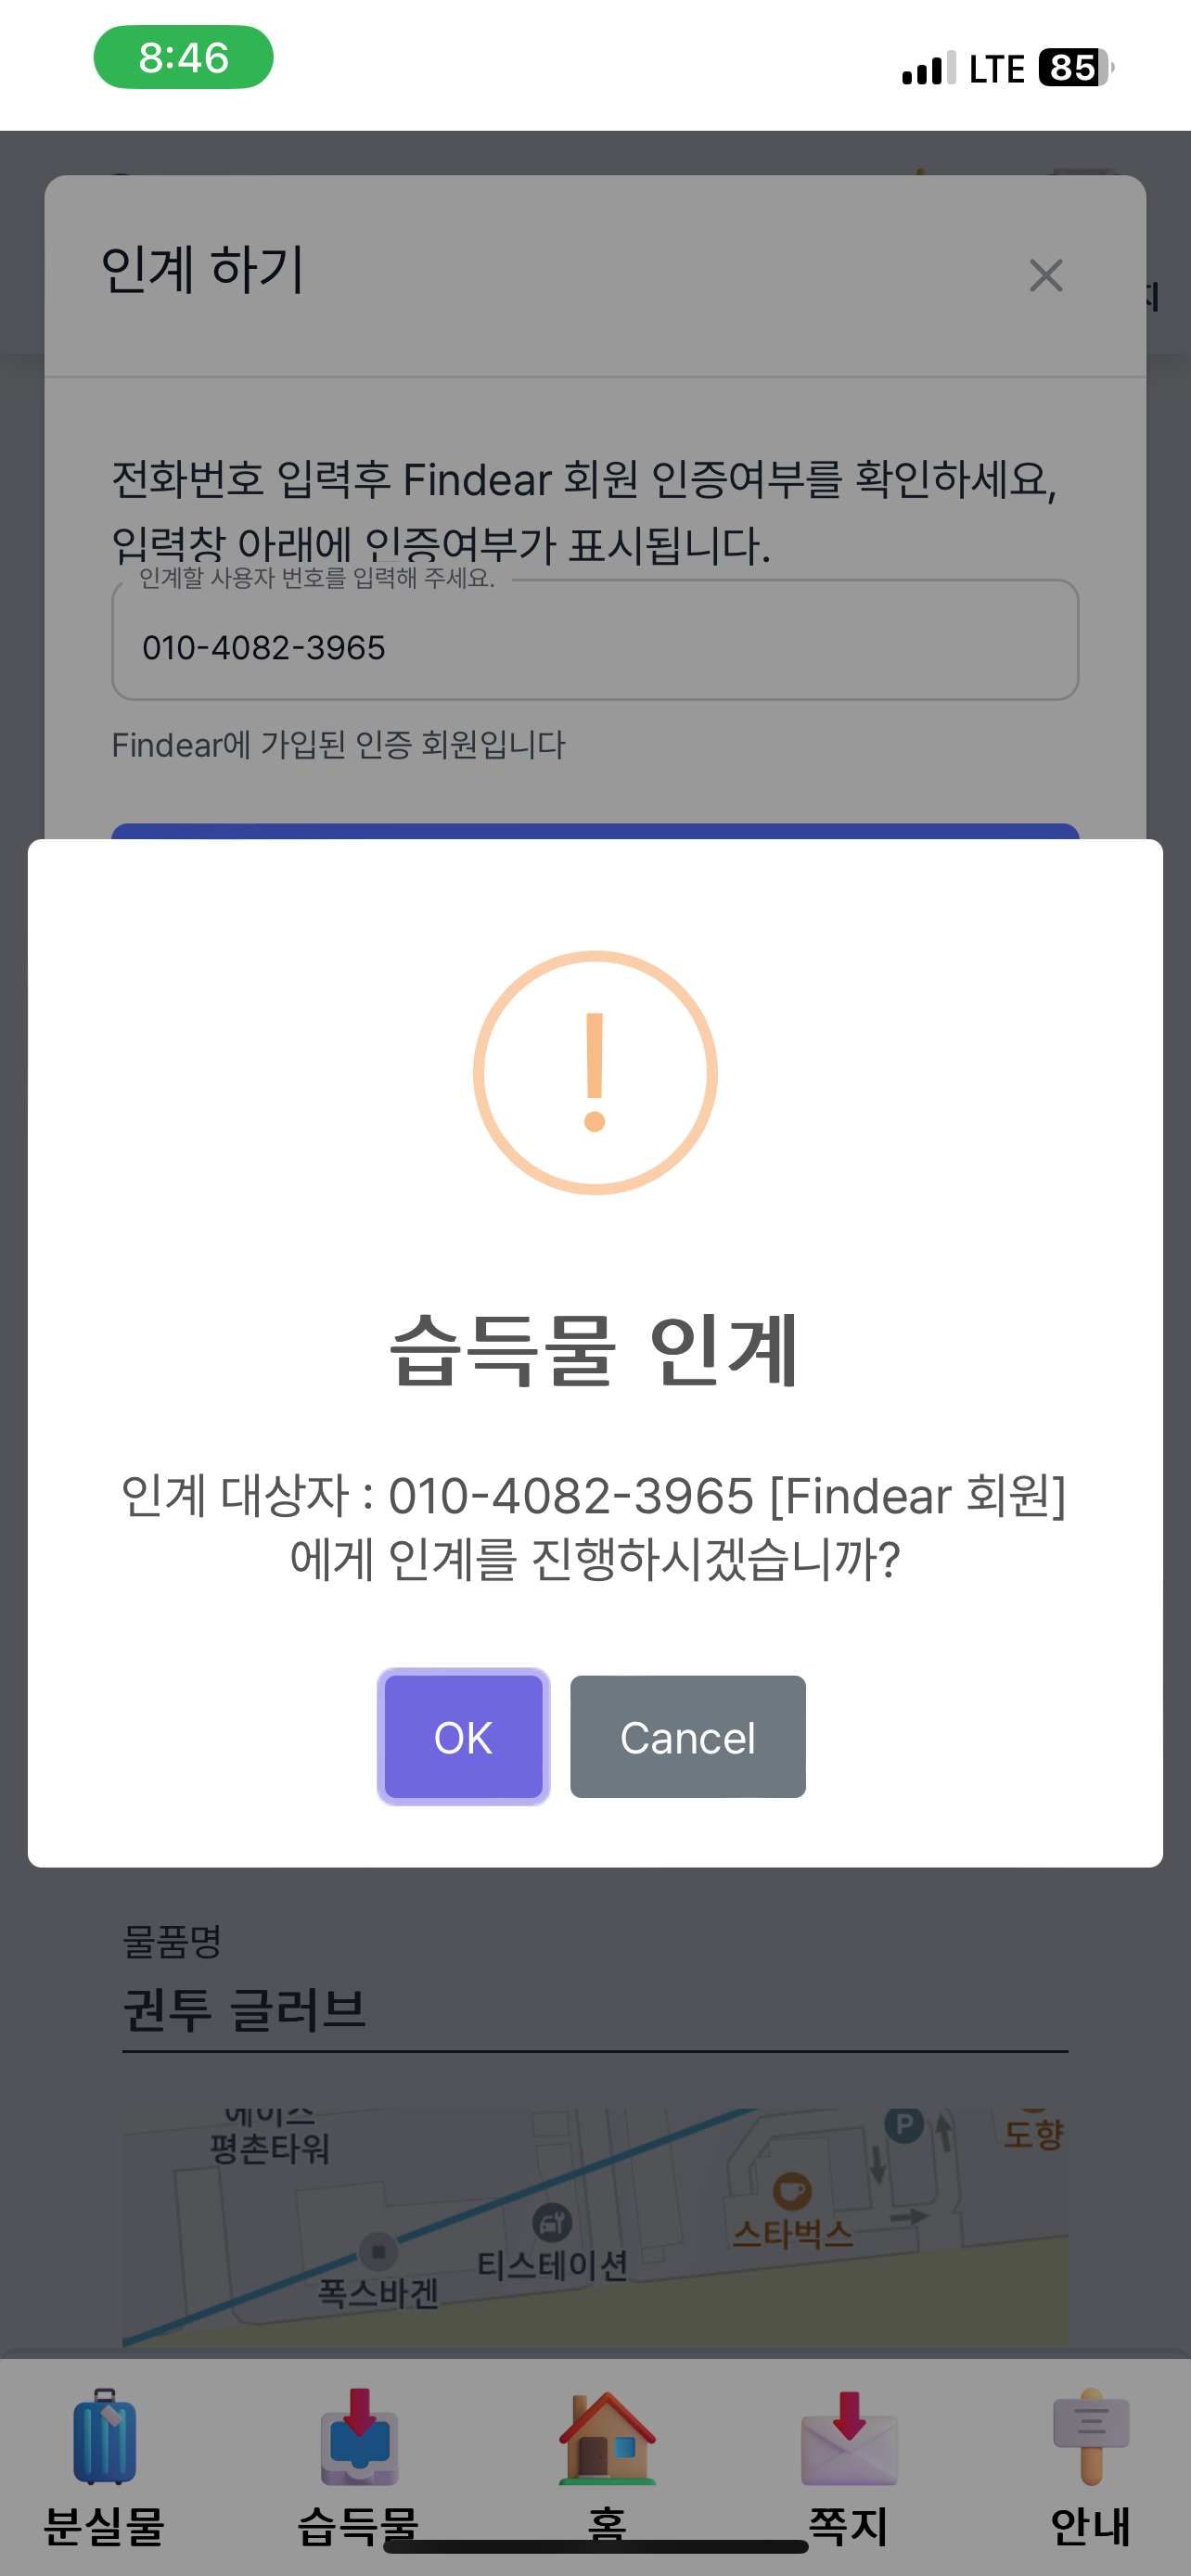 8:46
LTE 85
인계 하기
지
전화번호 입력후 Findear 회원 인증여부를 확인하세요,
입력창 아래에 인증여부가 표시됩니다.
인계할 사용자 번호를 입력해 주세요.
010-4082-3965
Findear에 가입된 인증 회원입니다
!
습득물 인계
인계 대상자 : 010-4082-3965 [Findear 회원]
에게 인계를 진행하시겠습니까?
OK
Cancel
물품명
권투 글러브
에이스
평촌타워
P
도향
스타벅스
티스테이션
폭스바겐
분실물
습득물
홈
쪽지
안내